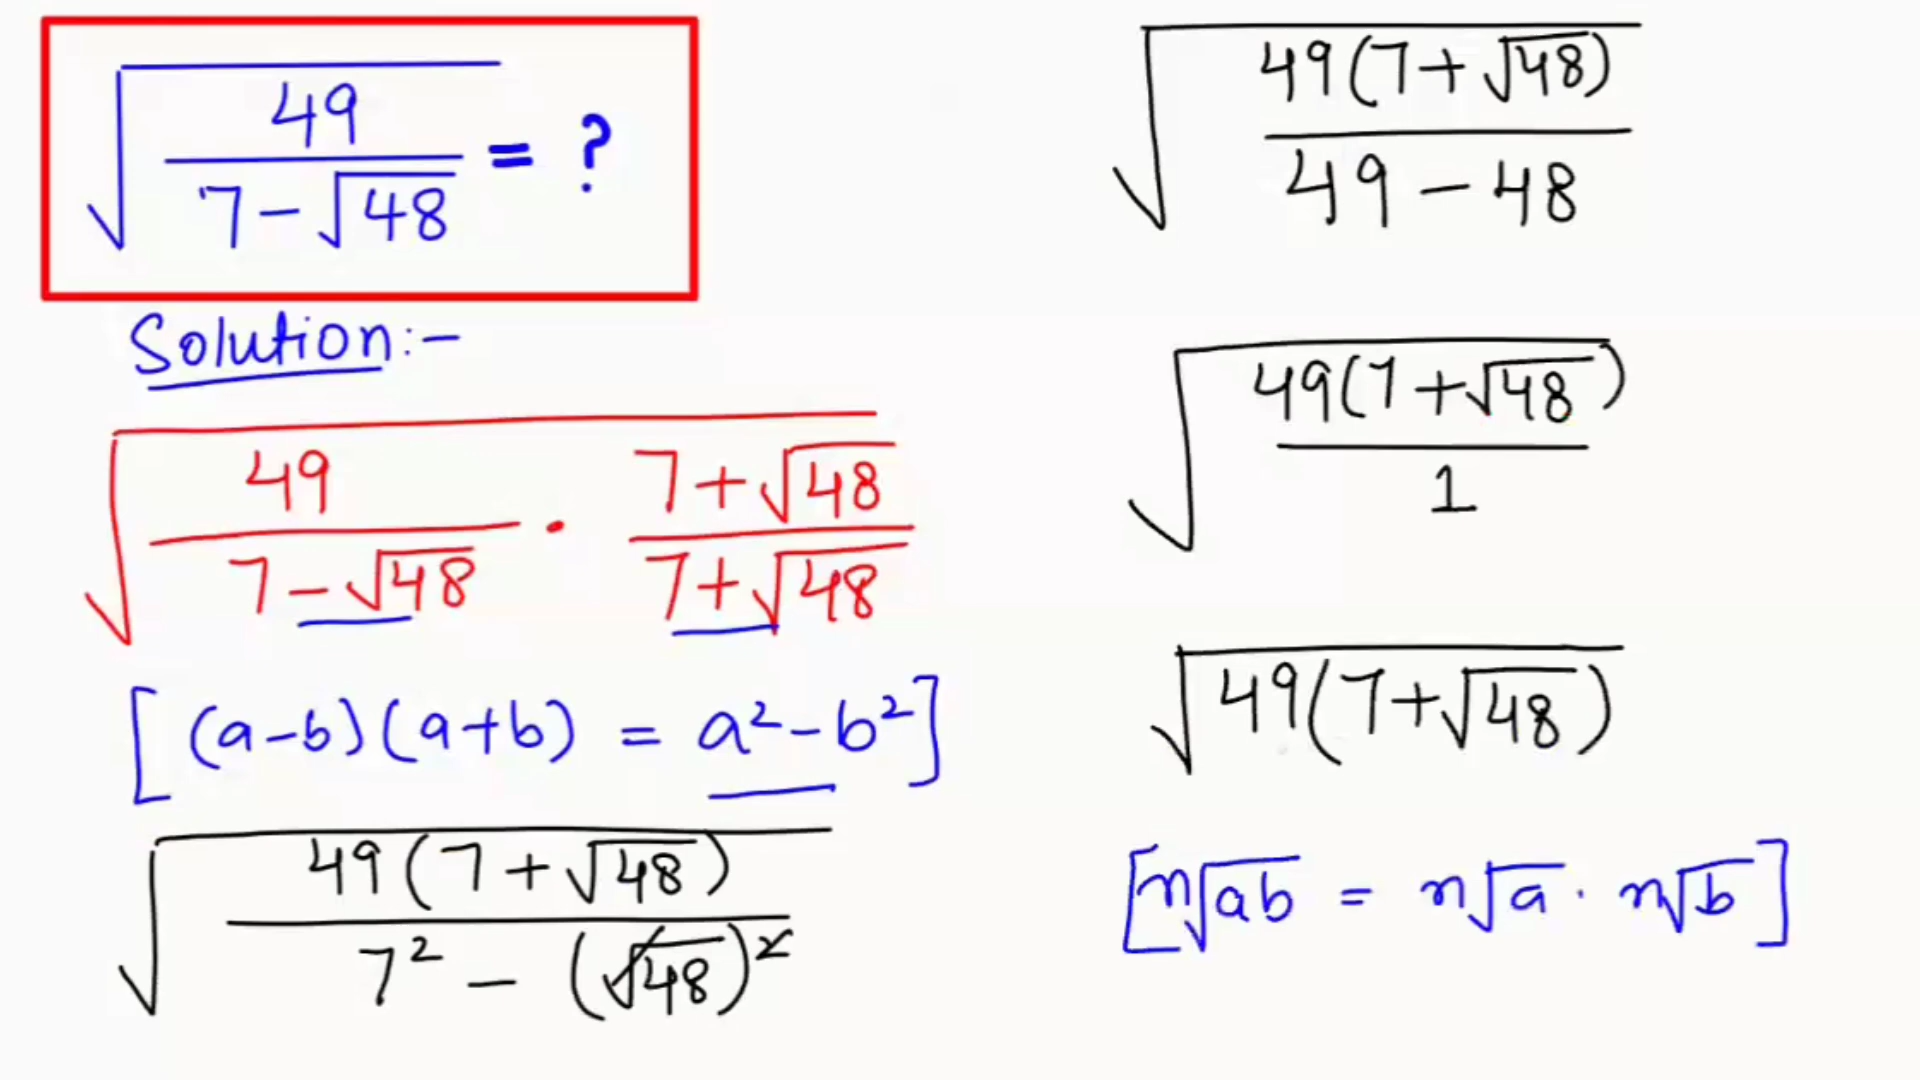 √(49/(7-√48)) = ?
Solution:-
√(49/(7-√48) · (7+√48)/(7+√48))
[(a-b)(a+b) = a²-b²]
√(49(7+√48)/(7²-(√48)²))
√(49(7+√48)/(49-48))
√(49(7+√48)/1)
√(49(7+√48))
[n√ab = n√a · n√b]